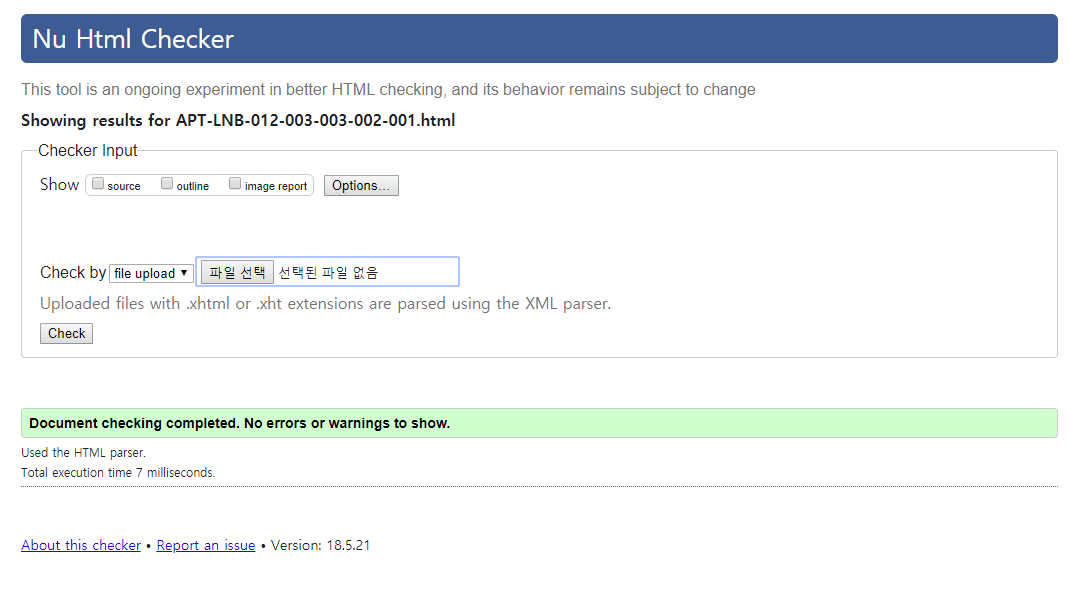 Nu Html Checker
This tool is an ongoing experiment in better HTML checking, and its behavior remains subject to change
Showing results for APT-LNB-012-003-003-002-001.html
Checker Input
Show source outline image report Options...
Check by file upload 파일 선택 선택된 파일 없음
Uploaded files with .xhtml or .xht extensions are parsed using the XML parser.
Check
Document checking completed. No errors or warnings to show.
Used the HTML parser.
Total execution time 7 milliseconds.
About this checker • Report an issue • Version: 18.5.21